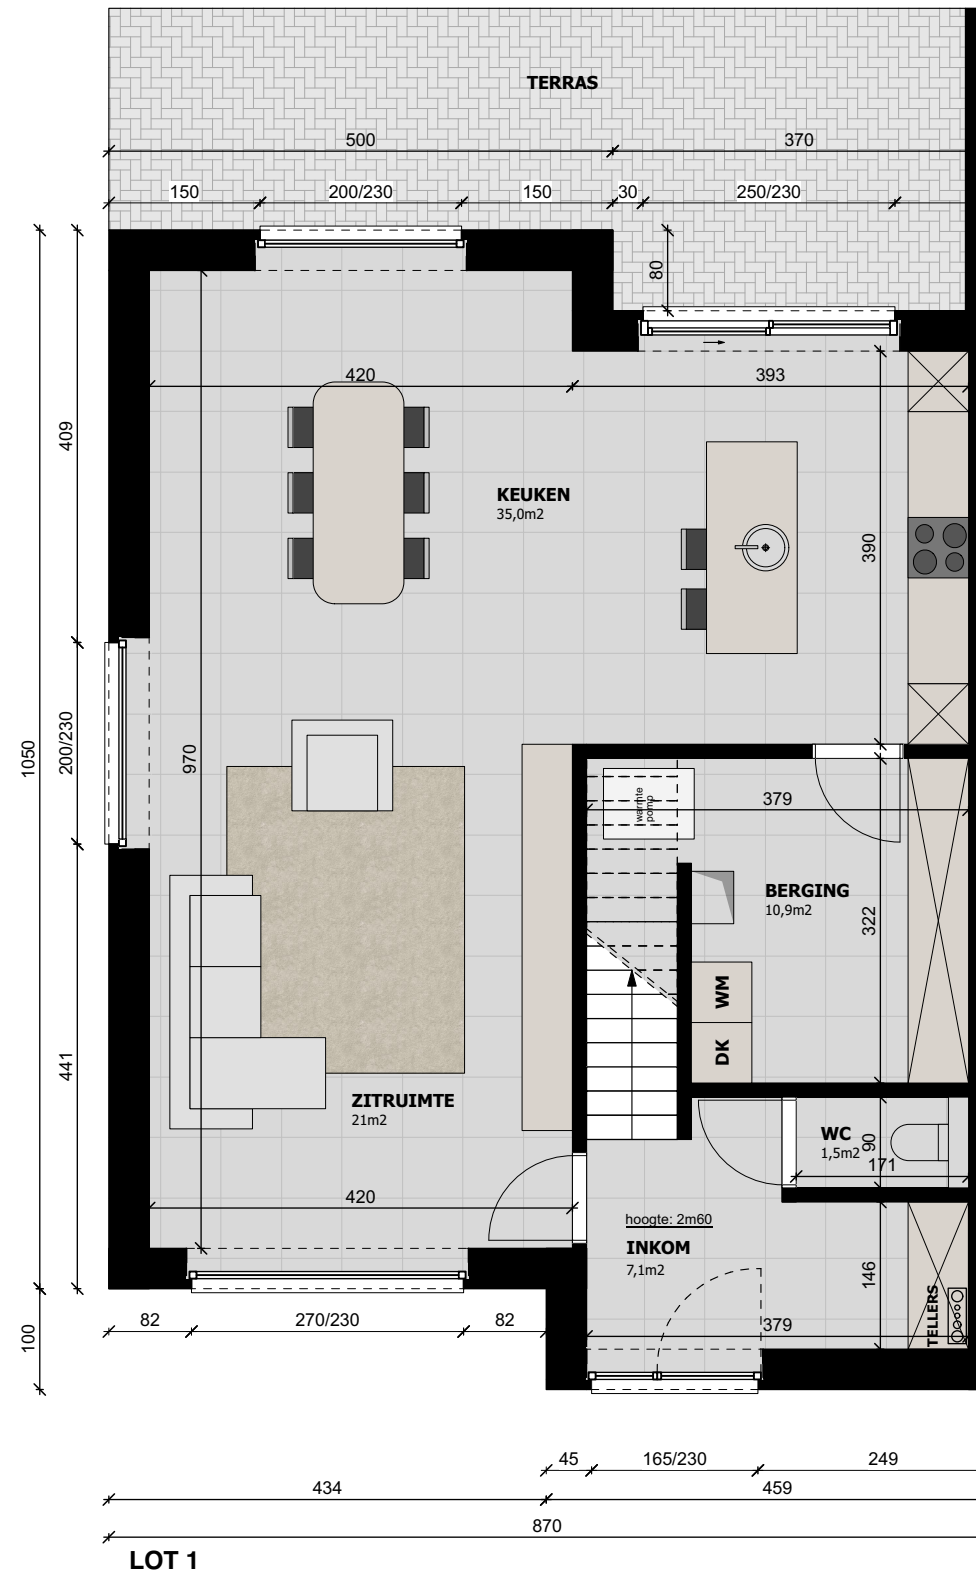 TERRAS
500
370
150
200/230
150
30
250/230
80
420
393
409
KEUKEN
35,0m2
390
1050
200/230
970
warmte
pomp
379
BERGING
10,9m2
322
WM
DK
441
ZITRUIMTE
21m2
WC
1,5m2
90
171
420
hoogte: 2m60
INKOM
7,1m2
146
TELLERS
100
82
270/230
82
379
45
165/230
249
434
459
870
LOT 1